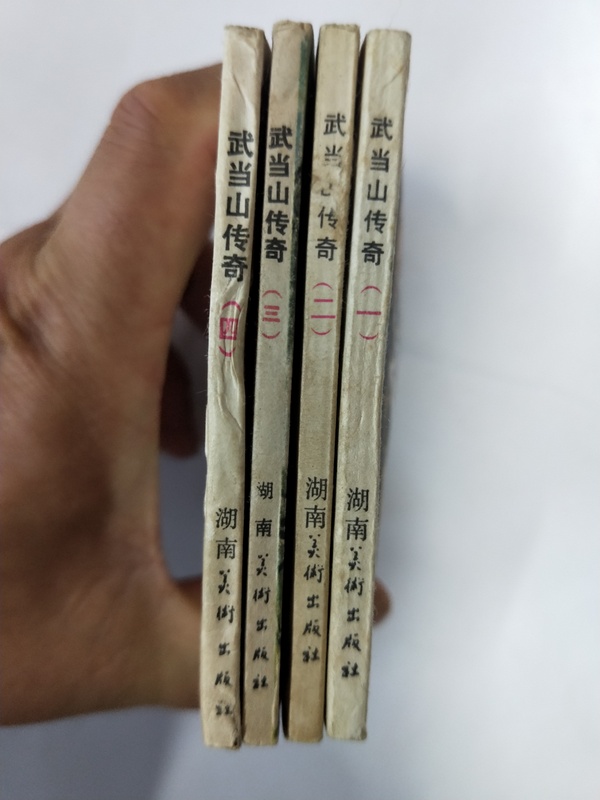 武当山传奇（四）湖南美術出版社
武当山传奇（三）湖南美術出版社
武当山传奇（二）湖南美術出版社
武当山传奇（一）湖南美術出版社